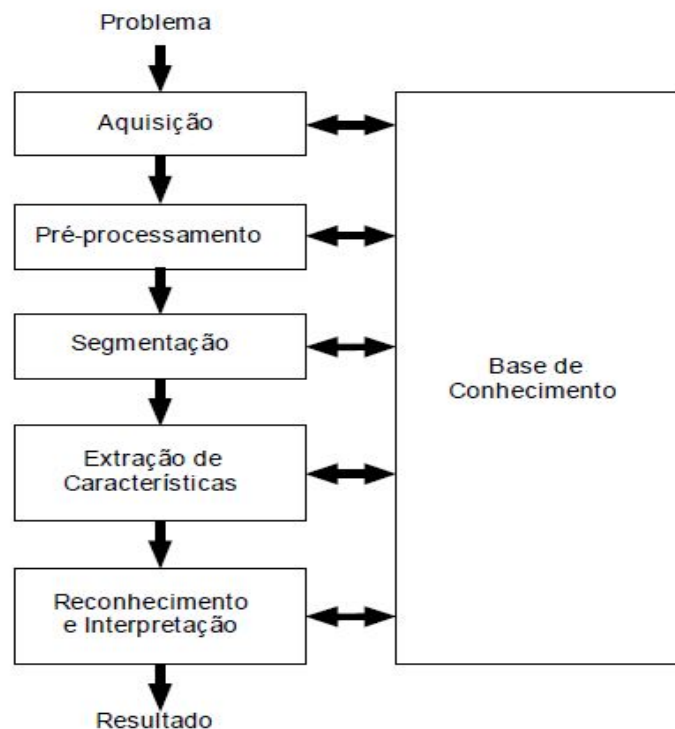 Problema
Aquisição
Pré-processamento
Segmentação
Extração de
Características
Reconhecimento
e Interpretação
Resultado
Base de
Conhecimento